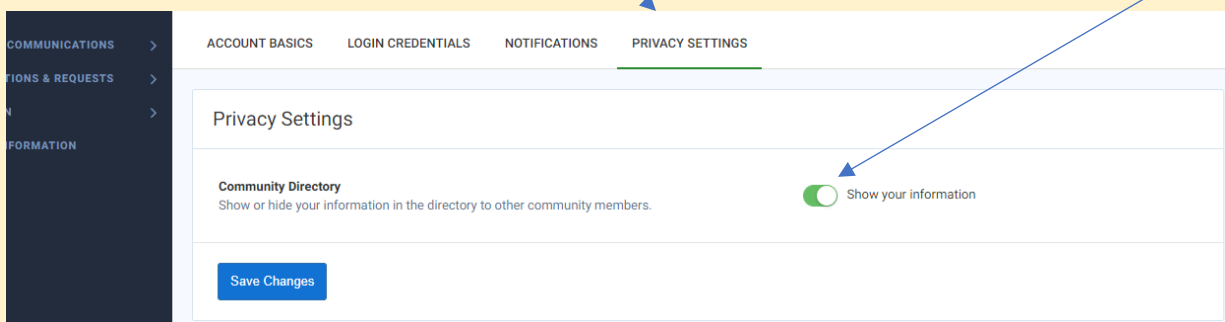 COMMUNICATIONS
TIONS & REQUESTS
N
FORMATION
ACCOUNT BASICS LOGIN CREDENTIALS NOTIFICATIONS PRIVACY SETTINGS
Privacy Settings
Community Directory
Show or hide your information in the directory to other community members.
Show your information
Save Changes